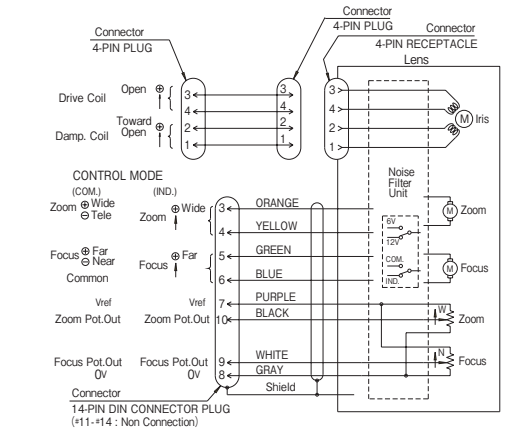 Connector
4-PIN PLUG
Connector
4-PIN PLUG
Connector
4-PIN RECEPTACLE
Lens
Drive Coil
Open ⊕
3
4
Damp. Coil
Toward
Open ⊕
2
1
3
4
2
1
3
4
2
1
M
Iris
CONTROL MODE
(COM.)
(IND.)
Zoom ⊕ Wide
⊖ Tele
Zoom ⊕ Wide
3
ORANGE
4
YELLOW
Focus ⊕ Far
⊖ Near
Common
Focus ⊕ Far
5
GREEN
6
BLUE
Noise
Filter
Unit
6V
12V
COM.
IND.
M
Zoom
M
Focus
Vref
Vref
7
PURPLE
Zoom Pot.Out
Zoom Pot.Out
10
BLACK
W
Zoom
Focus Pot.Out
Focus Pot.Out
9
WHITE
N
Focus
0V
0V
8
GRAY
Shield
Connector
14-PIN DIN CONNECTOR PLUG
(#11-#14 : Non Connection)